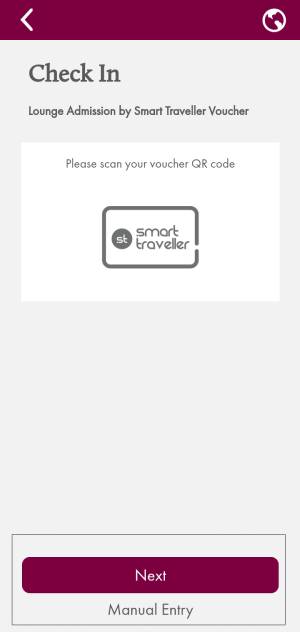 Check In
Lounge Admission by Smart Traveller Voucher
Please scan your voucher QR code
st smart
traveller
Next
Manual Entry